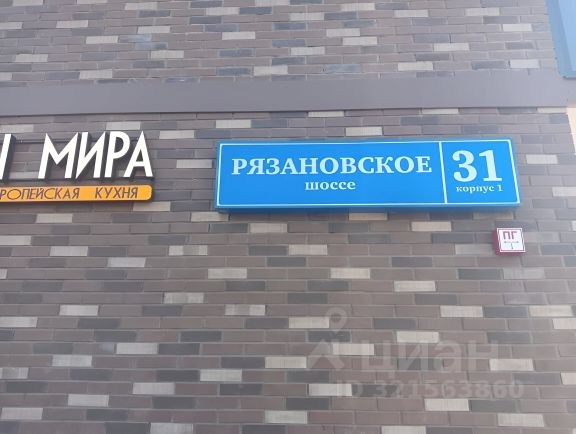 МИРА
РОПЕЙСКАЯ КУХНЯ
РЯЗАНОВСКОЕ
шоссе
31
корпус 1
ПГ
циан
ID 321563860